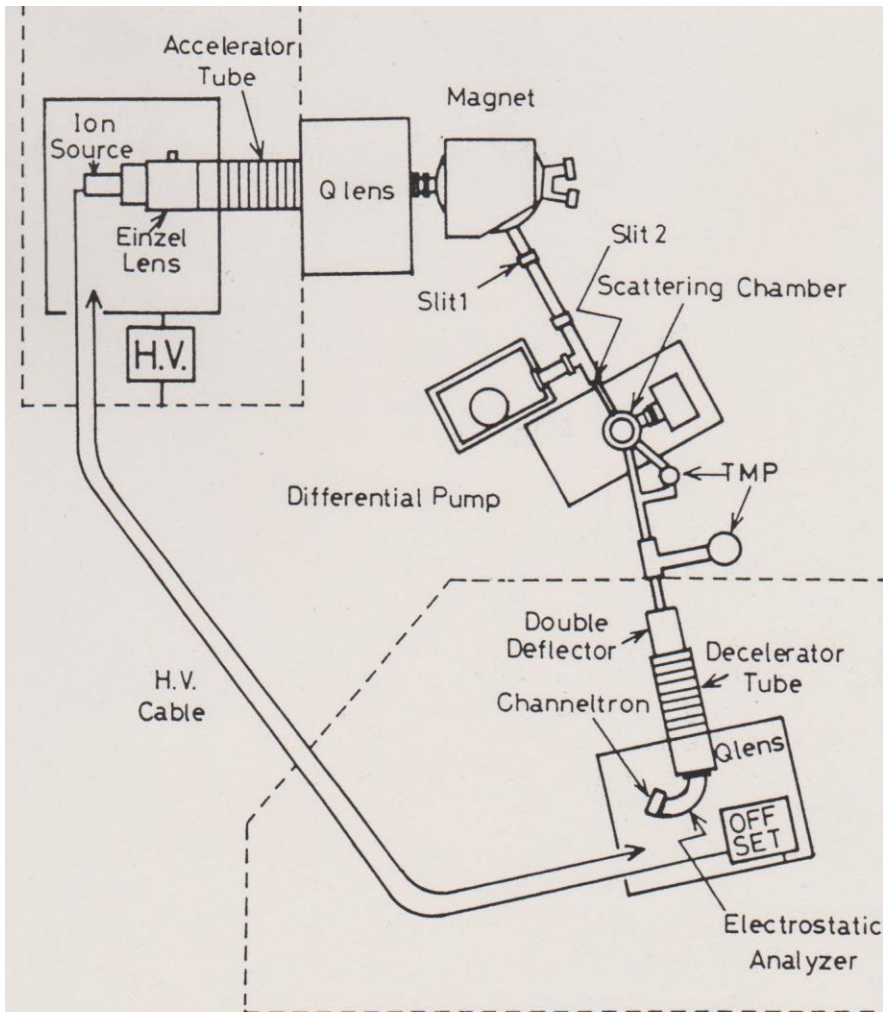 Accelerator
Tube
Magnet
Ion
Source
Q lens
Einzel
Lens
Slit 2
Slit1
Scattering Chamber
H.V.
Differential Pump
TMP
Double
Deflector
Decelerator
Tube
H.V.
Cable
Channeltron
Qlens
OFF
SET
Electrostatic
Analyzer